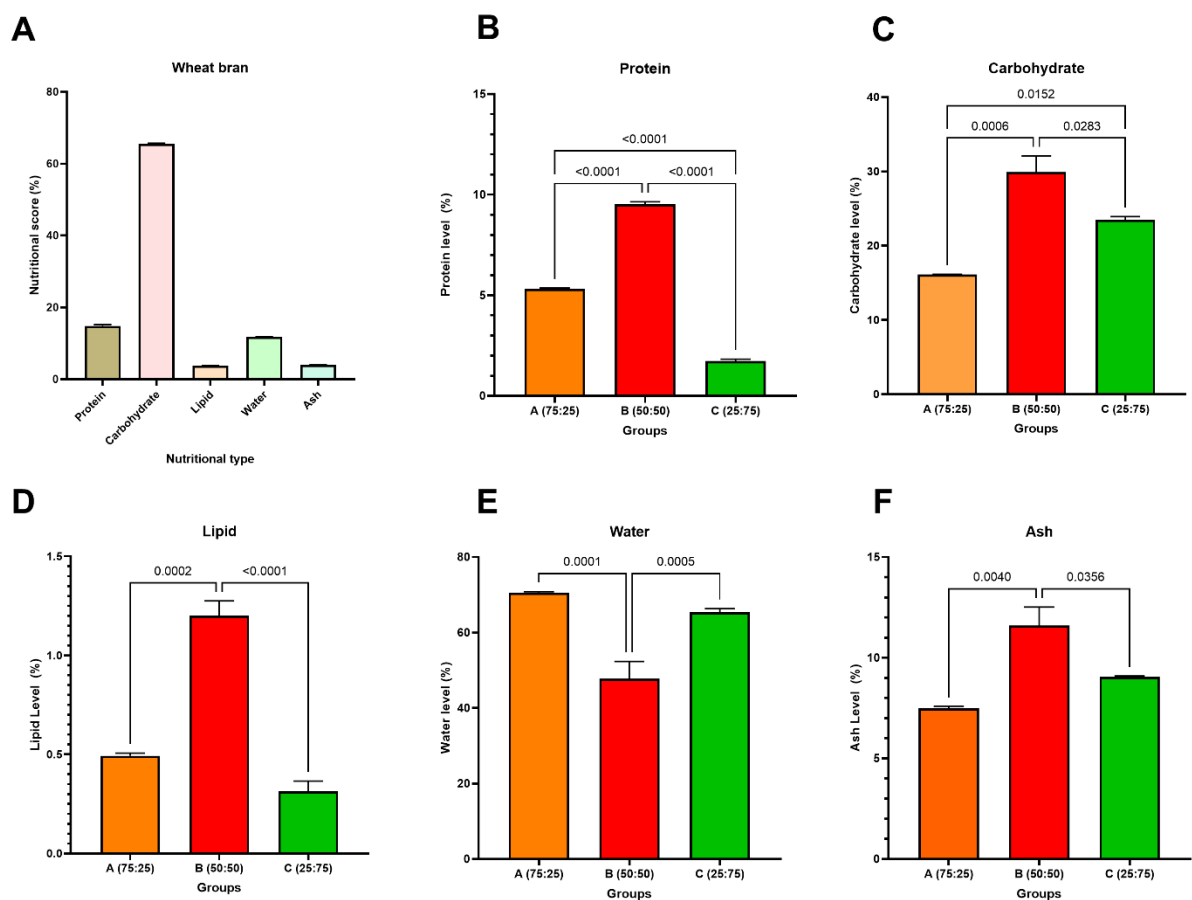 A
Wheat bran
Nutritional score (%)
80
60
40
20
0
Protein
Carbohydrate
Lipid
Water
Ash
Nutritional type
B
Protein
Protein level (%)
15
10
5
0
<0.0001
<0.0001
<0.0001
A (75:25)
B (50:50)
C (25:75)
Groups
C
Carbohydrate
Carbohydrate level (%)
40
30
20
10
0
0.0152
0.0006
0.0283
A (75:25)
B (50:50)
C (25:75)
Groups
D
Lipid
Lipid Level (%)
1.5
1.0
0.5
0.0
0.0002
<0.0001
A (75:25)
B (50:50)
C (25:75)
Groups
E
Water
Water level (%)
80
60
40
20
0
0.0001
0.0005
A (75:25)
B (50:50)
C (25:75)
Groups
F
Ash
Ash Level (%)
15
10
5
0
0.0040
0.0356
A (75:25)
B (50:50)
C (25:75)
Groups